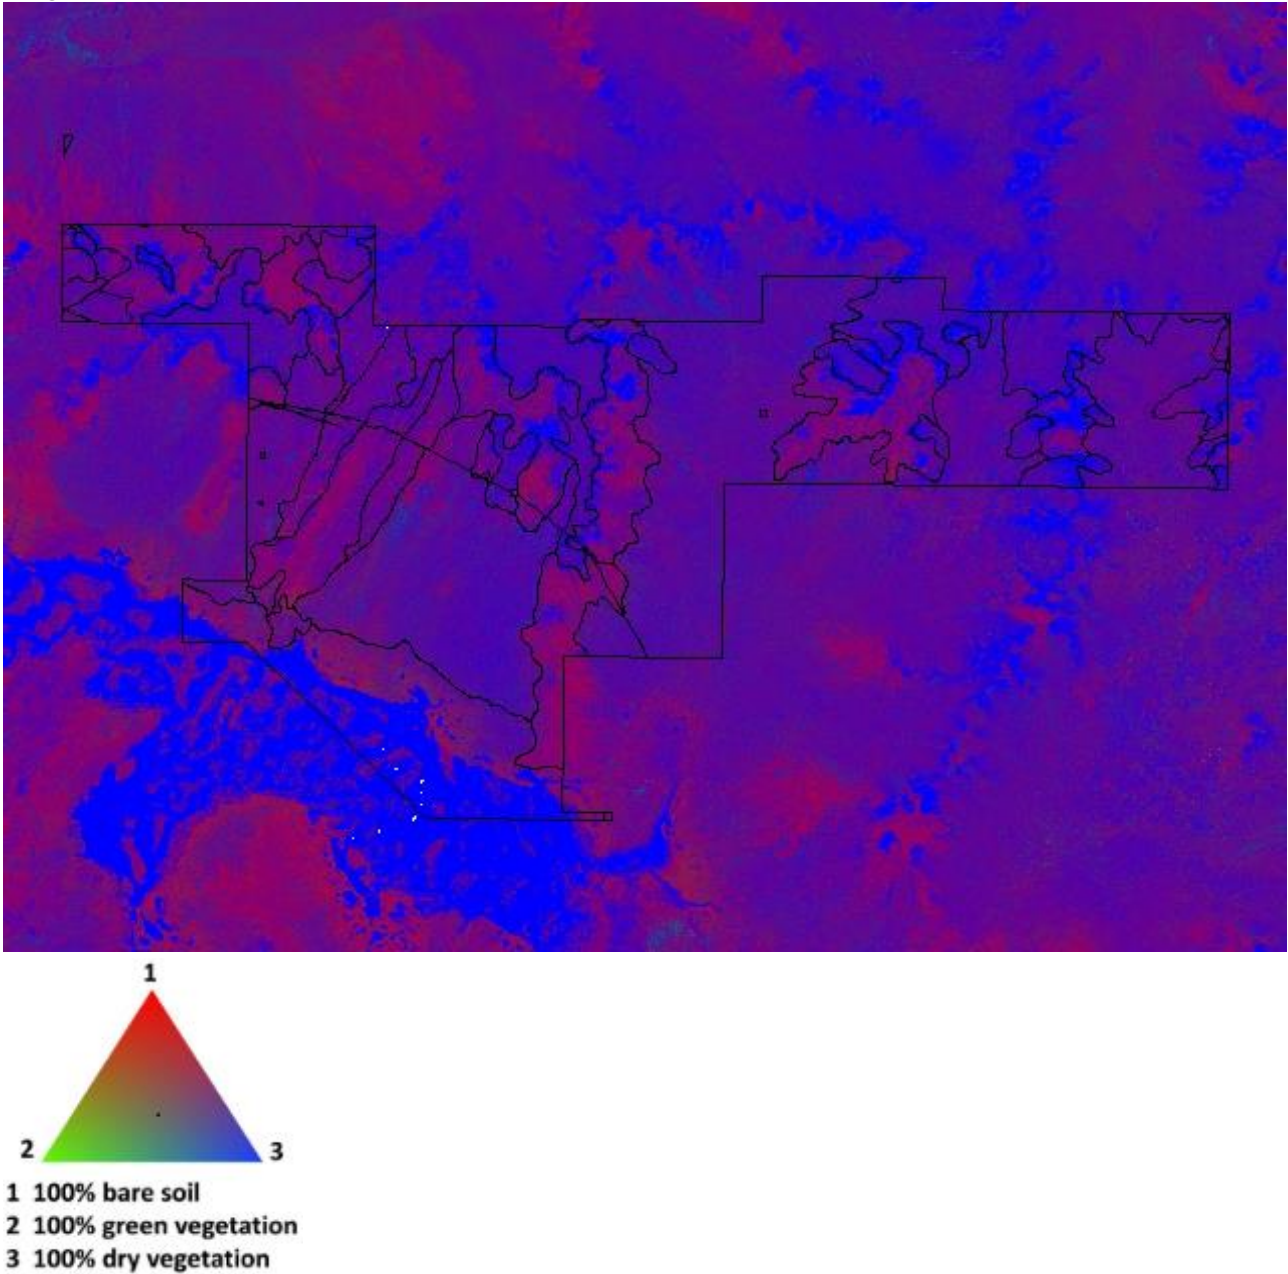 1
2
3
1 100% bare soil
2 100% green vegetation
3 100% dry vegetation